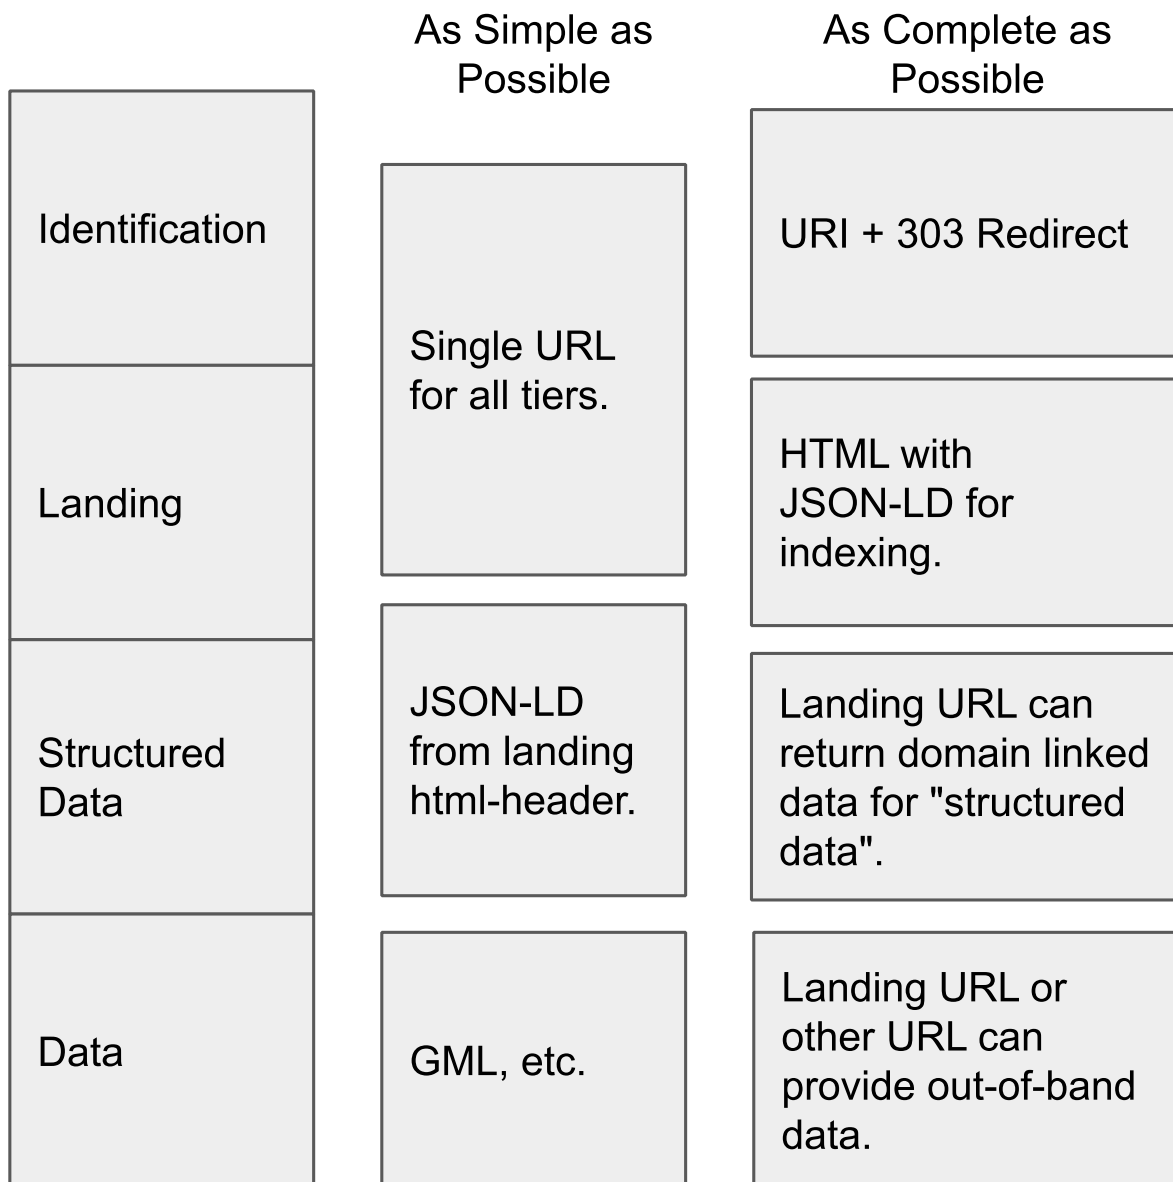 As Simple as
Possible
As Complete as
Possible
Identification
Single URL
for all tiers.
URI + 303 Redirect
Landing
HTML with
JSON-LD for
indexing.
Structured
Data
JSON-LD
from landing
html-header.
Landing URL can
return domain linked
data for "structured
data".
Data
GML, etc.
Landing URL or
other URL can
provide out-of-band
data.